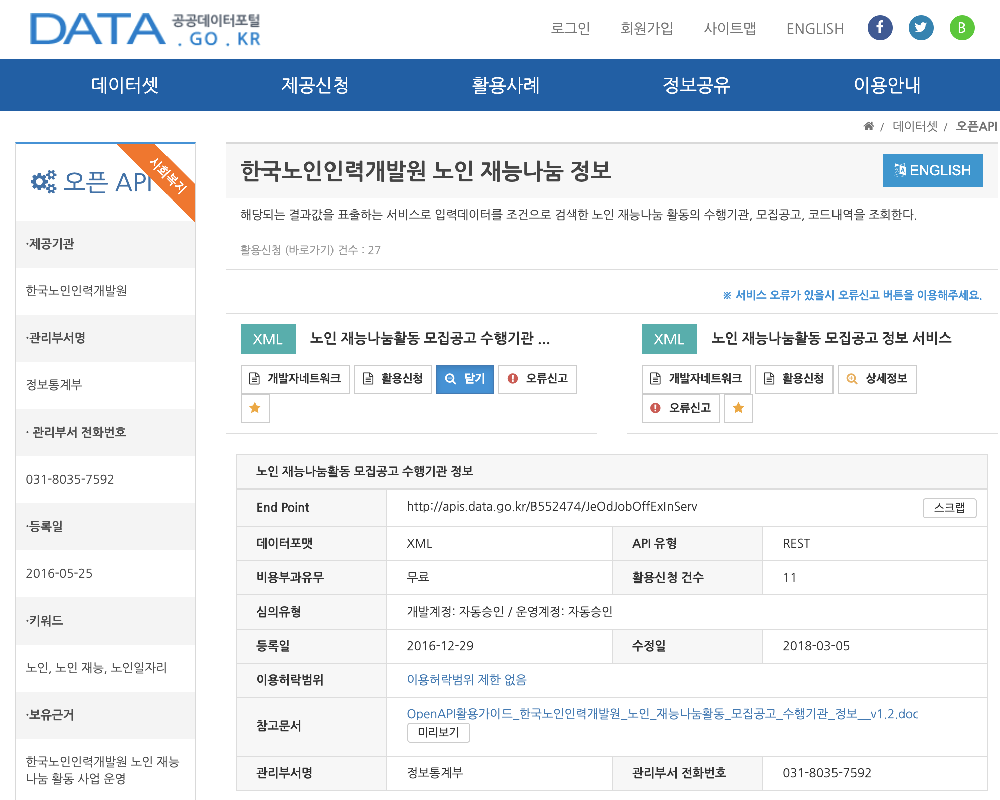 DATA 공공데이터포털
. GO . KR
로그인 회원가입 사이트맵 ENGLISH f B
데이터셋 제공신청 활용사례 정보공유 이용안내
/ 데이터셋 / 오픈API
오픈 API
사회복지
·제공기관
한국노인인력개발원
·관리부서명
정보통계부
· 관리부서 전화번호
031-8035-7592
·등록일
2016-05-25
·키워드
노인, 노인 재능, 노인일자리
·보유근거
한국노인인력개발원 노인 재능
나눔 활동 사업 운영
한국노인인력개발원 노인 재능나눔 정보
ENGLISH
해당되는 결과값을 표출하는 서비스로 입력데이터를 조건으로 검색한 노인 재능나눔 활동의 수행기관, 모집공고, 코드내역을 조회한다.
활용신청 (바로가기) 건수 : 27
※ 서비스 오류가 있을시 오류신고 버튼을 이용해주세요.
XML 노인 재능나눔활동 모집공고 수행기관 ...
개발자네트워크 활용신청 닫기 오류신고
XML 노인 재능나눔활동 모집공고 정보 서비스
개발자네트워크 활용신청 상세정보
오류신고
노인 재능나눔활동 모집공고 수행기관 정보
End Point http://apis.data.go.kr/B552474/JeOdJobOffExInServ 스크랩
데이터포맷 XML API 유형 REST
비용부과유무 무료 활용신청 건수 11
심의유형 개발계정: 자동승인 / 운영계정: 자동승인
등록일 2016-12-29 수정일 2018-03-05
이용허락범위 이용허락범위 제한 없음
참고문서 OpenAPI활용가이드_한국노인인력개발원_노인_재능나눔활동_모집공고_수행기관_정보__v1.2.doc
미리보기
관리부서명 정보통계부 관리부서 전화번호 031-8035-7592